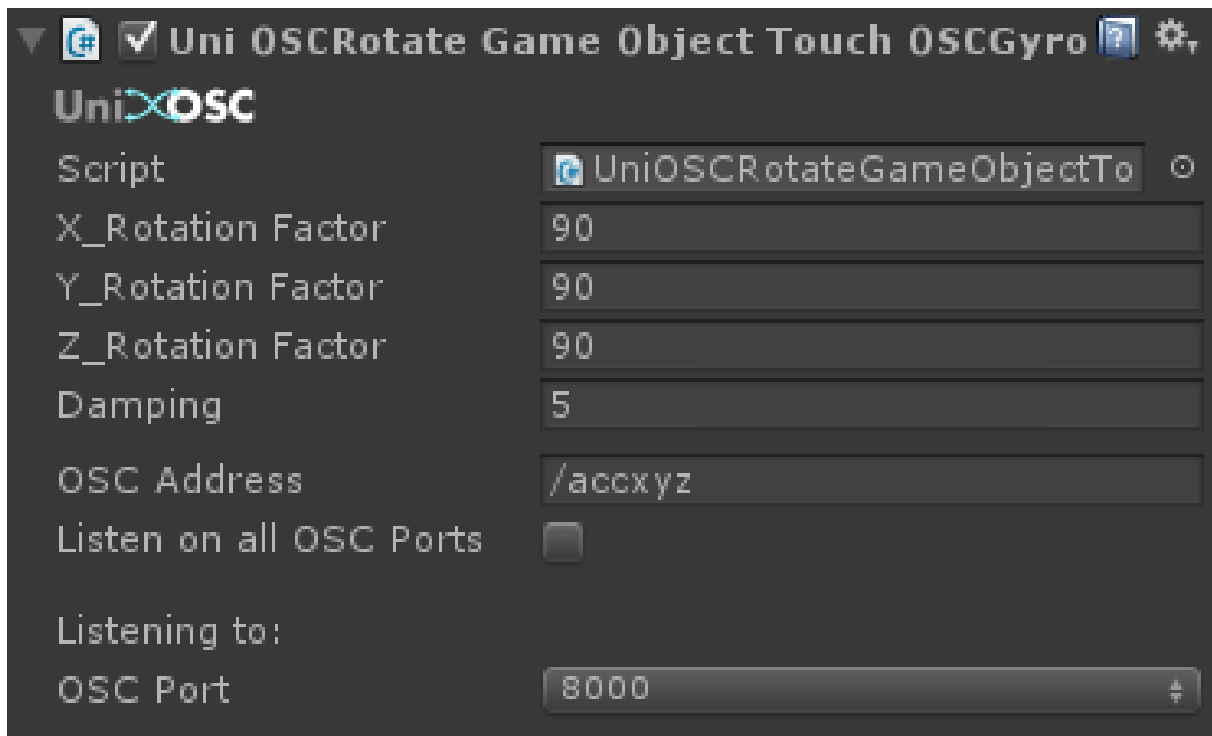 Uni OSCRotate Game Object Touch OSCGyro
UniOSC
Script UniOSCRotateGameObjectTo
X_Rotation Factor 90
Y_Rotation Factor 90
Z_Rotation Factor 90
Damping 5
OSC Address /accxyz
Listen on all OSC Ports
Listening to:
OSC Port 8000